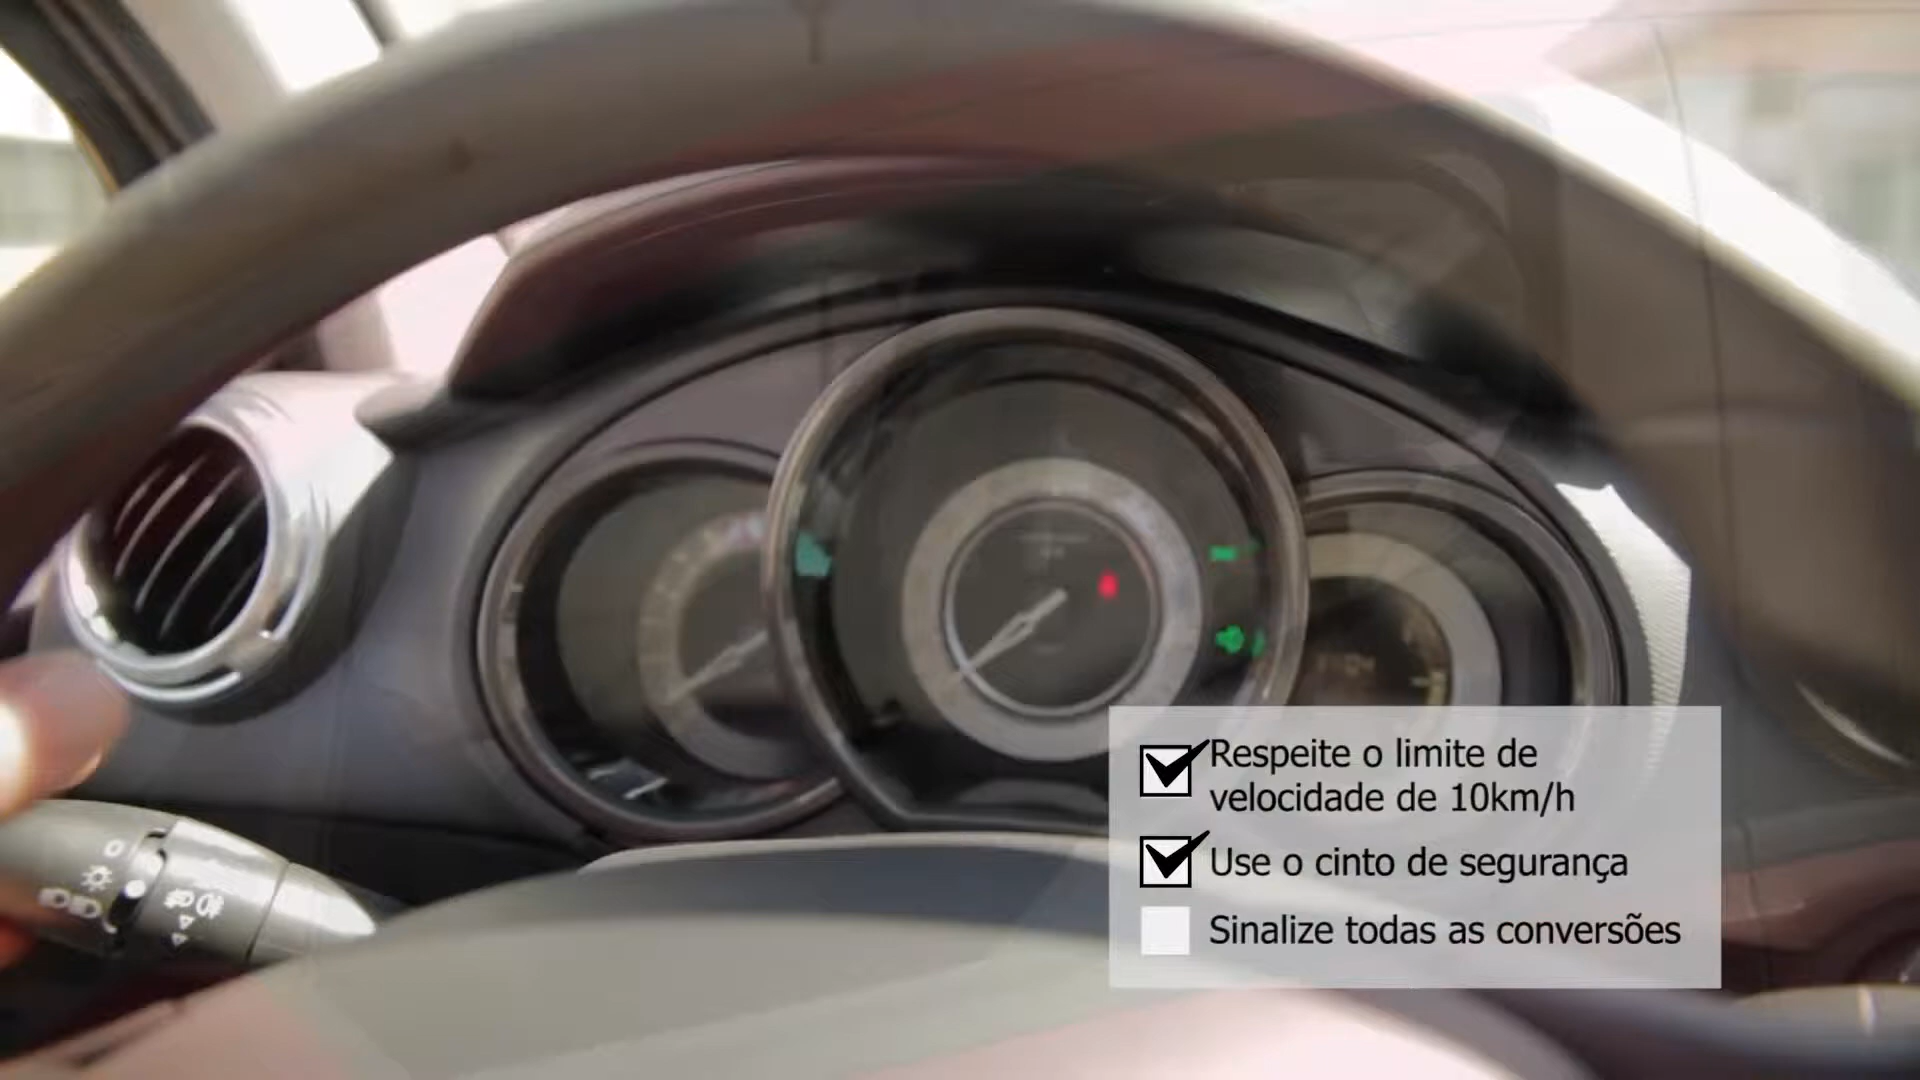 Respeite o limite de
velocidade de 10km/h
Use o cinto de segurança
Sinalize todas as conversões